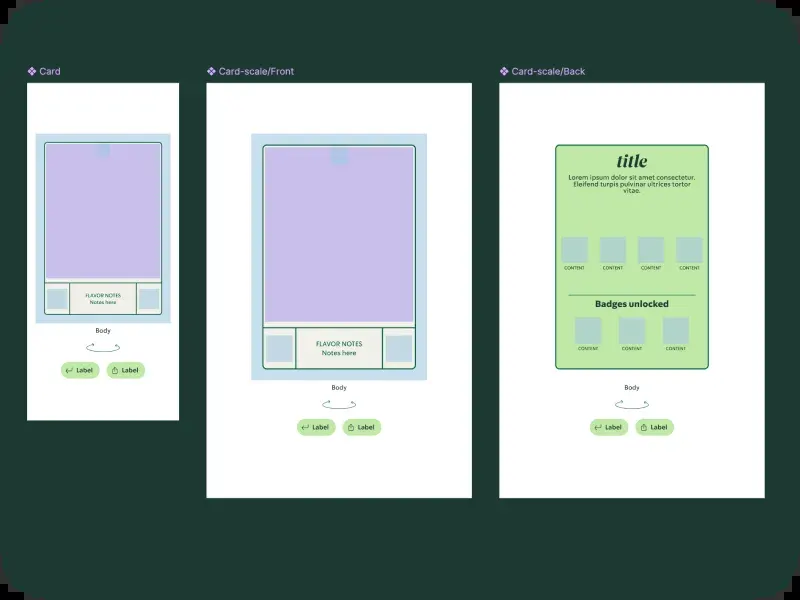 Card
FLAVOR NOTES
Notes here
Body
Label
Label
Card-scale/Front
FLAVOR NOTES
Notes here
Body
Label
Label
Card-scale/Back
title
Lorem ipsum dolor sit amet consectetur.
Eleifend turpis pulvinar ultrices tortor
vitae.
CONTENT
CONTENT
CONTENT
CONTENT
Badges unlocked
CONTENT
CONTENT
CONTENT
Body
Label
Label